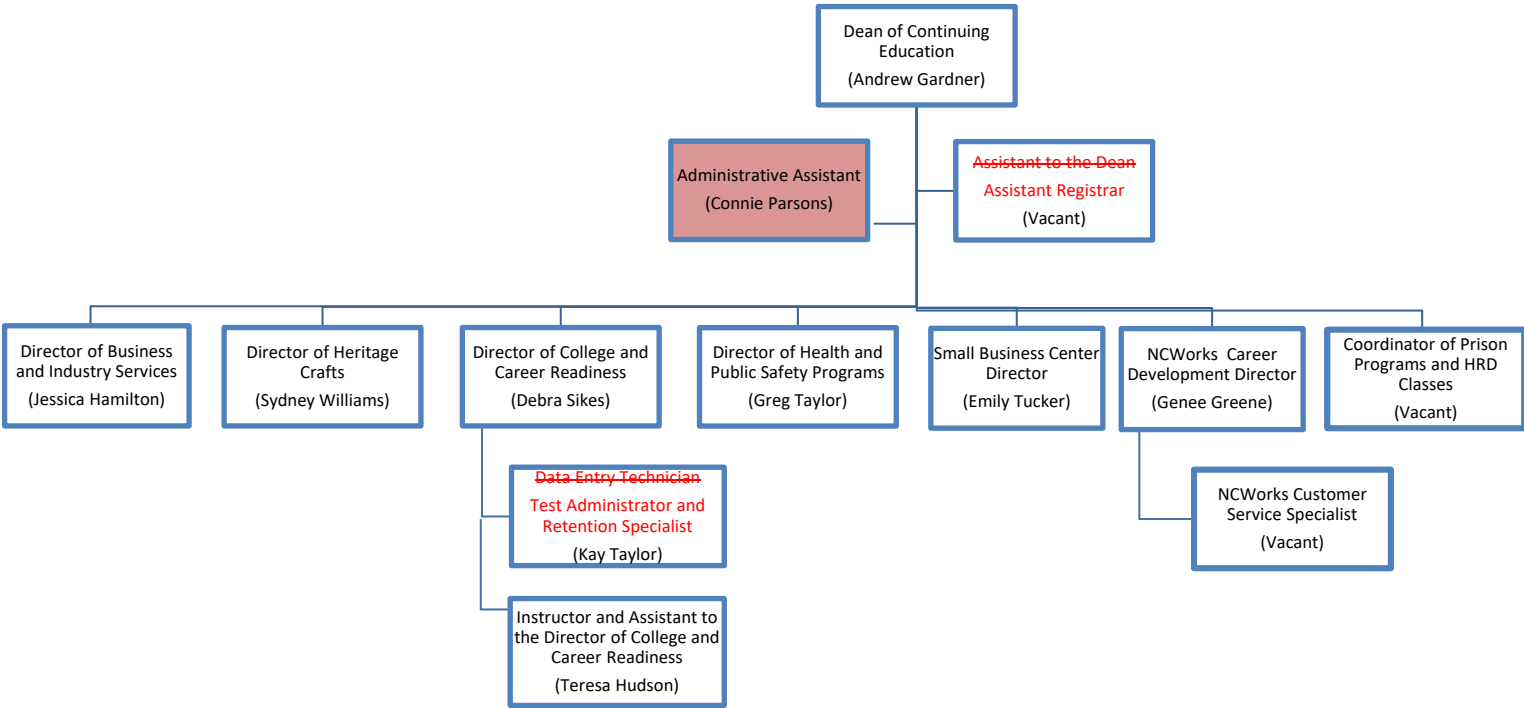 Dean of Continuing
Education
(Andrew Gardner)
Administrative Assistant
(Connie Parsons)
Assistant to the Dean
Assistant Registrar
(Vacant)
Director of Business
and Industry Services
(Jessica Hamilton)
Director of Heritage
Crafts
(Sydney Williams)
Director of College and
Career Readiness
(Debra Sikes)
Director of Health and
Public Safety Programs
(Greg Taylor)
Small Business Center
Director
(Emily Tucker)
NCWorks Career
Development Director
(Genee Greene)
Coordinator of Prison
Programs and HRD
Classes
(Vacant)
Data Entry Technician
Test Administrator and
Retention Specialist
(Kay Taylor)
NCWorks Customer
Service Specialist
(Vacant)
Instructor and Assistant to
the Director of College and
Career Readiness
(Teresa Hudson)